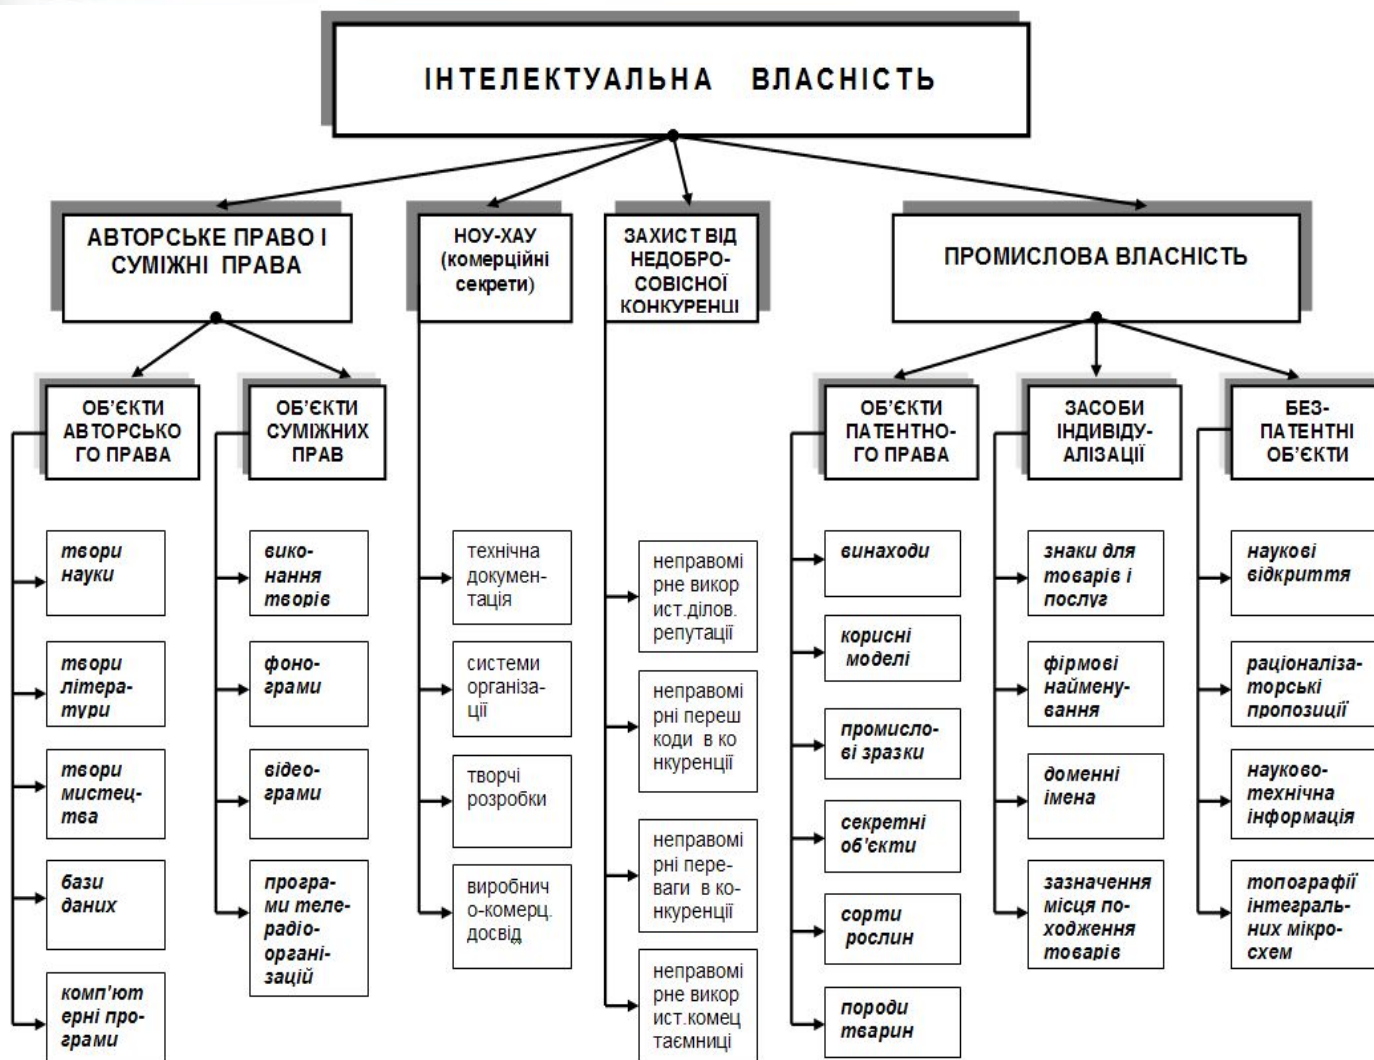 ІНТЕЛЕКТУАЛЬНА ВЛАСНІСТЬ
АВТОРСЬКЕ ПРАВО І
СУМІЖНІ ПРАВА
НОУ-ХАУ
(комерційні
секрети)
ЗАХИСТ ВІД
НЕДОБРО-
СОВІСНОЇ
КОНКУРЕНЦІ
ПРОМИСЛОВА ВЛАСНІСТЬ
ОБ’ЄКТИ
АВТОРСЬКО
ГО ПРАВА
ОБ’ЄКТИ
СУМІЖНИХ
ПРАВ
ОБ’ЄКТИ
ПАТЕНТНО-
ГО ПРАВА
ЗАСОБИ
ІНДИВІДУ-
АЛІЗАЦІЇ
БЕЗ-
ПАТЕНТНІ
ОБ’ЄКТИ
твори
науки
твори
літера-
тури
твори
мистец-
тва
бази
даних
комп’ют
ерні про-
грами
вико-
нання
творів
фоно-
грами
відео-
грами
програ-
ми теле-
радіо-
органі-
зацій
технічна
докумен-
тація
системи
організа-
ції
творчі
розробки
виробнич
о-комерц.
досвід
неправомі
рне викор
ист.ділов.
репутації
неправомі
рні переш
коди в ко
нкуренції
неправомі
рні пере-
ваги в ко-
нкуренції
неправомі
рне викор
ист.комец
таємниці
винаходи
корисні
моделі
промисло-
ві зразки
секретні
об’єкти
сорти
рослин
породи
тварин
знаки для
товарів і
послуг
фірмові
наймену-
вання
доменні
імена
зазначення
місця по-
ходження
товарів
наукові
відкриття
раціоналіза-
торські
пропозиції
науково-
технічна
інформація
топографії
інтеграль-
них мікро-
схем